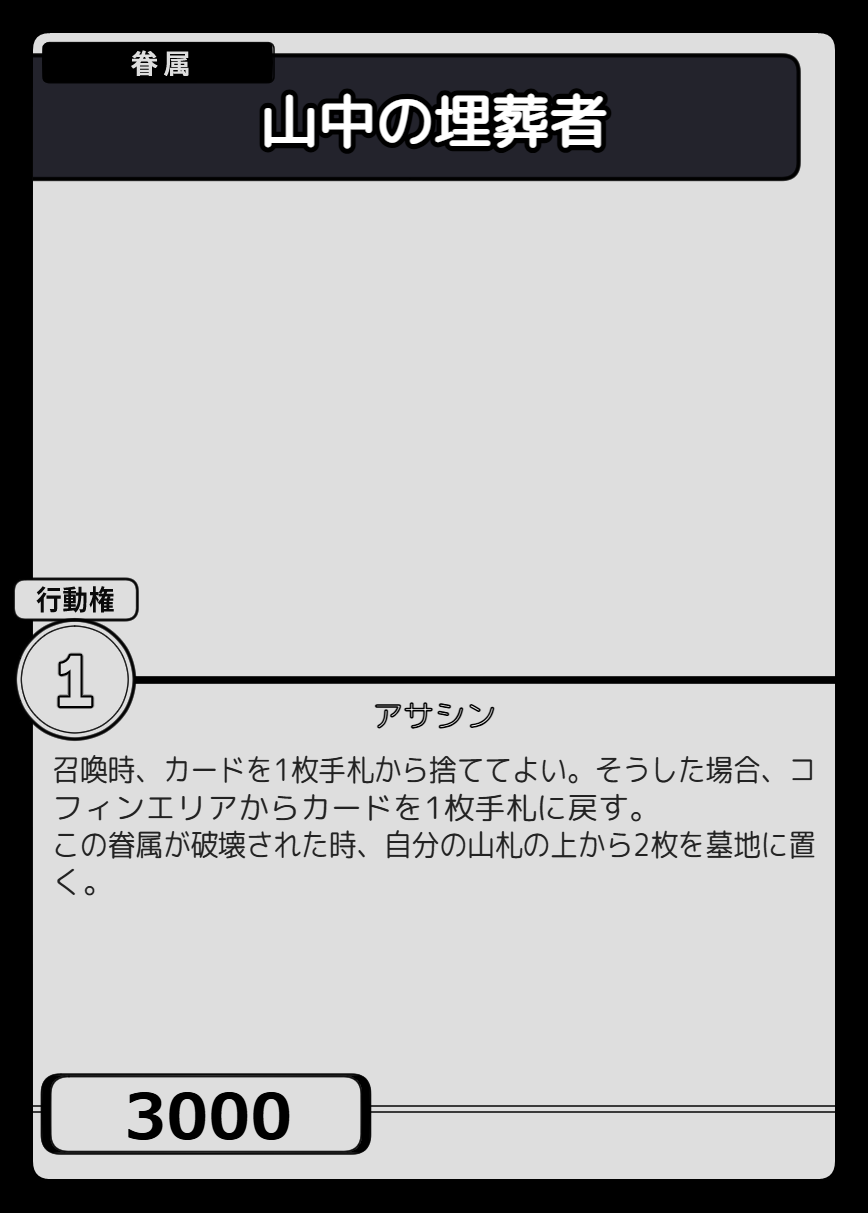 眷属
山中の埋葬者
行動権
1
アサシン
召喚時、カードを1枚手札から捨ててよい。そうした場合、コ
フィンエリアからカードを1枚手札に戻す。
この眷属が破壊された時、自分の山札の上から2枚を墓地に置
く。
3000